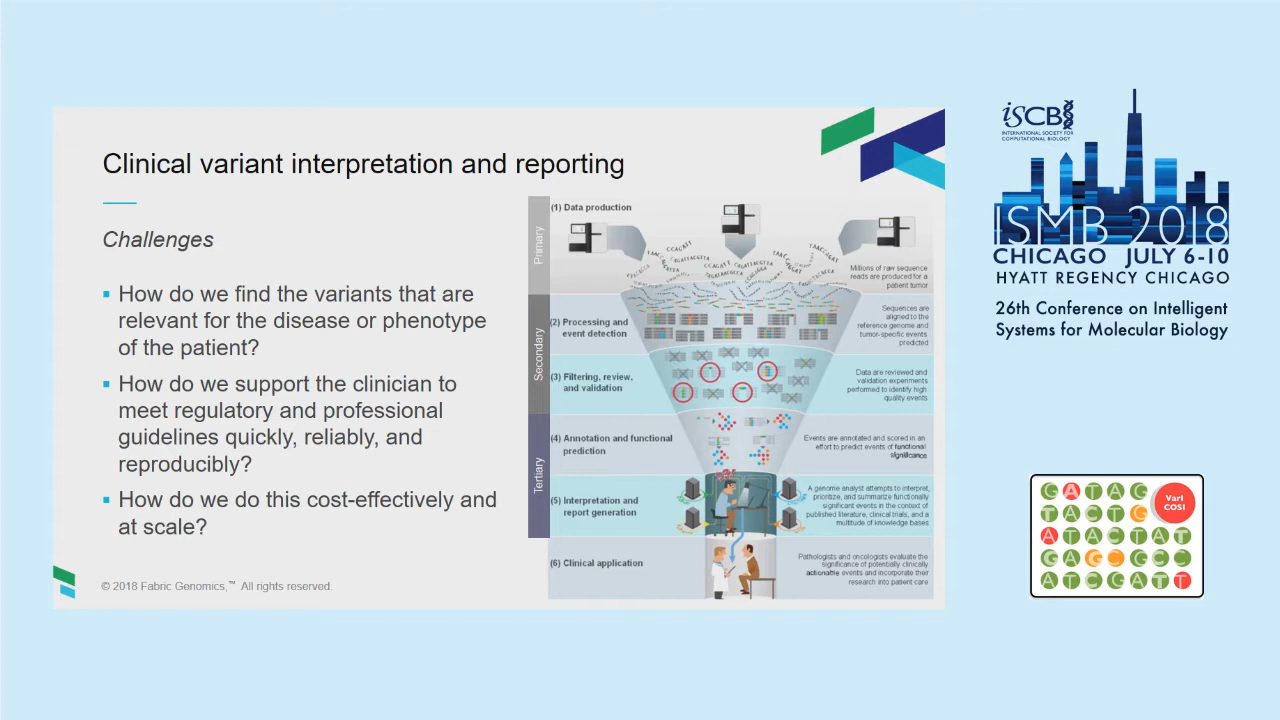 Clinical variant interpretation and reporting
Challenges
How do we find the variants that are
relevant for the disease or phenotype
of the patient?
How do we support the clinician to
meet regulatory and professional
guidelines quickly, reliably, and
reproducibly?
How do we do this cost-effectively and
at scale?
© 2018 Fabric Genomics,™ All rights reserved.
Primary
Secondary
Tertiary
(1) Data production
Millions of raw sequence
reads are produced for a
patient tumor
(2) Processing and
event detection
Sequences are
aligned to the
reference genome and
tumor-specific events
predicted
(3) Filtering, review,
and validation
Data are reviewed and
validation experiments
performed to identify high
quality events
(4) Annotation and functional
prediction
Events are annotated and scored in an
effort to predict events of functional
significance
(5) Interpretation and
report generation
A genome analyst attempts to interpret,
prioritize, and summarize functionally
significant events in the context of
published literature, clinical trials, and a
multitude of knowledge bases
(6) Clinical application
Pathologists and oncologists evaluate the
significance of potentially clinically
actionable events and incorporate their
research into patient care
iSCB
INTERNATIONAL SOCIETY FOR
COMPUTATIONAL BIOLOGY
ISMB 2018
CHICAGO JULY 6-10
HYATT REGENCY CHICAGO
26th Conference on Intelligent
Systems for Molecular Biology
GATAG
Vari
COSI
TACTG
ATACTAT
GAGCGCC
ATCGATT